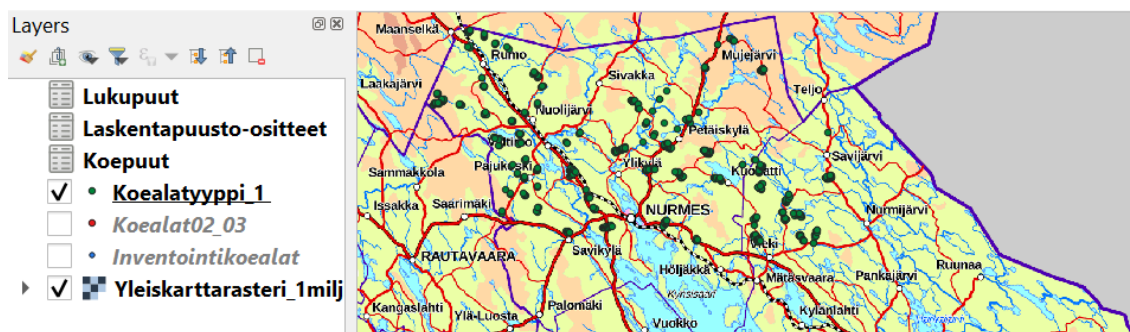 Layers
Lukupuut
Laskentapuusto-ositteet
Koepuut
Koealatyyppi_1
Koealat02_03
Inventointikoealat
Yleiskarttarasteri_1milj
Maanselkä
Rumo
Mujejärvi
Sivakka
Laakajärvi
Teljo
Nuolijärvi
Petäiskylä
Savijärvi
Pajukoski
Ylikylä
Sammakkola
Issakka
Saarimäki
NURMES
Nurmijärvi
Savikylä
Vieki
RAUTAVAARA
Höljäkkä
Mätäsvaara
Pankajärvi
Ruunaa
Kangaslahti
Palomäki
Kylänlahti
Ylä-Luosta
Vuokko